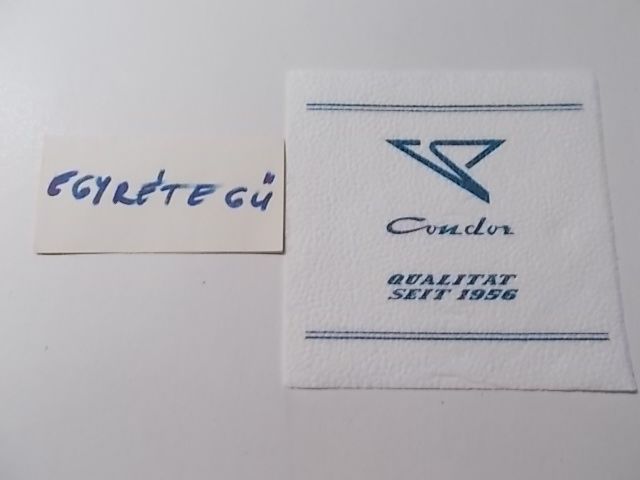 EGYRÉTEGŰ
Condor
QUALITÄT
SEIT 1956